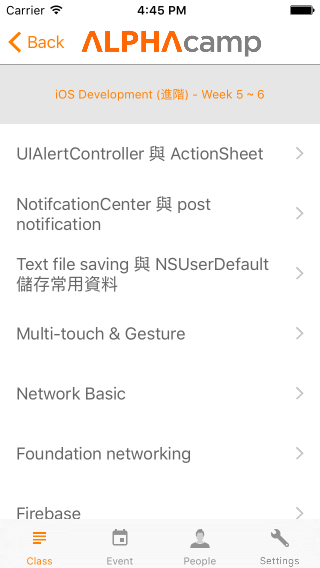 Carrier 4:45 PM
Back ALPHAcamp
iOS Development (進階) - Week 5 ~ 6
UIAlertController 與 ActionSheet
NotifcationCenter 與 post
notification
Text file saving 與 NSUserDefault
儲存常用資料
Multi-touch & Gesture
Network Basic
Foundation networking
Firebase
Class Event People Settings